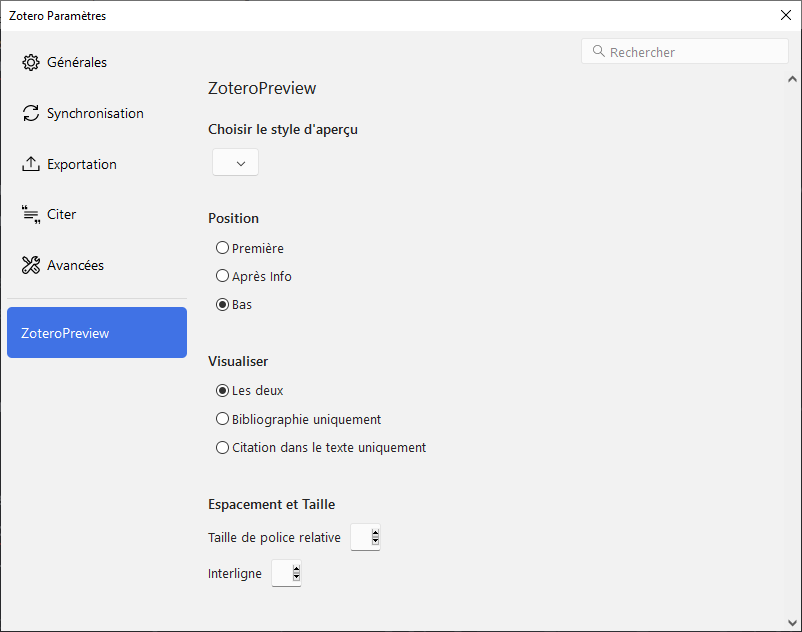 Zotero Paramètres
Rechercher
Générales
Synchronisation
Exportation
Citer
Avancées
ZoteroPreview
ZoteroPreview
Choisir le style d'aperçu
Position
Première
Après Info
Bas
Visualiser
Les deux
Bibliographie uniquement
Citation dans le texte uniquement
Espacement et Taille
Taille de police relative
Interligne